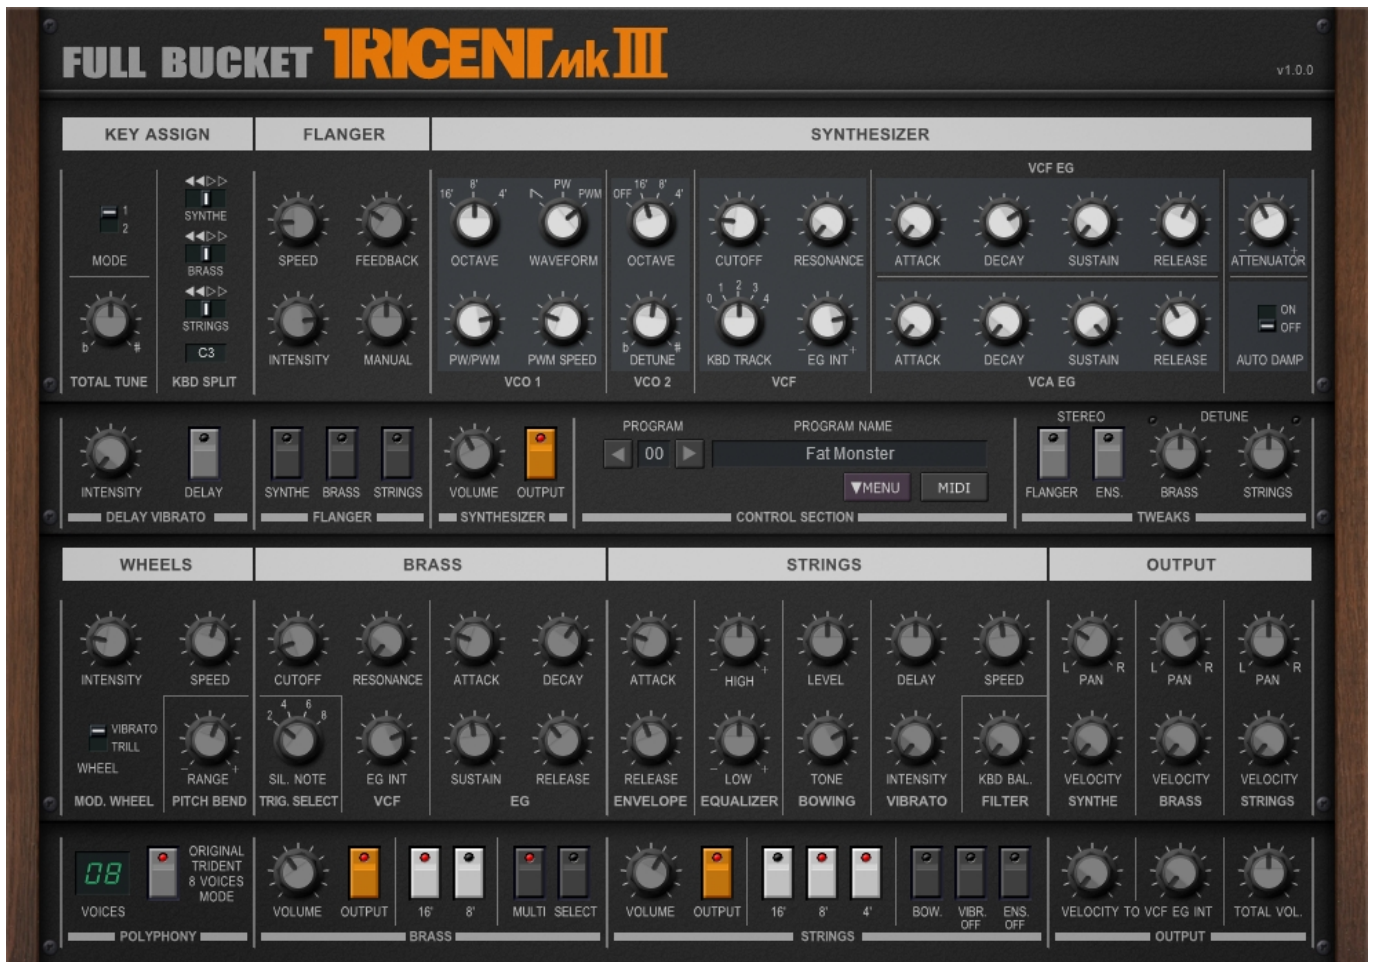 FULL BUCKET TRICENT mk III
v1.0.0
KEY ASSIGN FLANGER SYNTHESIZER
VCF EG
16' 8' 4' PW PWM OFF 16' 8' 4'
1
2
SYNTHE
MODE SPEED FEEDBACK OCTAVE WAVEFORM OCTAVE CUTOFF RESONANCE ATTACK DECAY SUSTAIN RELEASE − + ATTENUATOR
BRASS
0 1 2 3 4
STRINGS
ON
OFF
b # C3 INTENSITY MANUAL PW/PWM PWM SPEED b # DETUNE KBD TRACK − EG INT + ATTACK DECAY SUSTAIN RELEASE AUTO DAMP
TOTAL TUNE KBD SPLIT VCO 1 VCO 2 VCF VCA EG
STEREO DETUNE
PROGRAM PROGRAM NAME
00 Fat Monster
INTENSITY DELAY SYNTHE BRASS STRINGS VOLUME OUTPUT ▼MENU MIDI FLANGER ENS. BRASS STRINGS
DELAY VIBRATO FLANGER SYNTHESIZER CONTROL SECTION TWEAKS
WHEELS BRASS STRINGS OUTPUT
INTENSITY SPEED CUTOFF RESONANCE ATTACK DECAY ATTACK − HIGH + LEVEL DELAY SPEED L PAN R L PAN R L PAN R
2 4 6 8
VIBRATO
TRILL
WHEEL − RANGE + SIL. NOTE EG INT SUSTAIN RELEASE RELEASE − LOW + TONE INTENSITY KBD BAL. VELOCITY VELOCITY VELOCITY
MOD. WHEEL PITCH BEND TRIG. SELECT VCF EG ENVELOPE EQUALIZER BOWING VIBRATO FILTER SYNTHE BRASS STRINGS
08
ORIGINAL
TRIDENT
8 VOICES
MODE
VOICES VOLUME OUTPUT 16' 8' MULTI SELECT VOLUME OUTPUT 16' 8' 4' BOW. VIBR. OFF ENS. OFF VELOCITY TO VCF EG INT TOTAL VOL.
POLYPHONY BRASS STRINGS OUTPUT